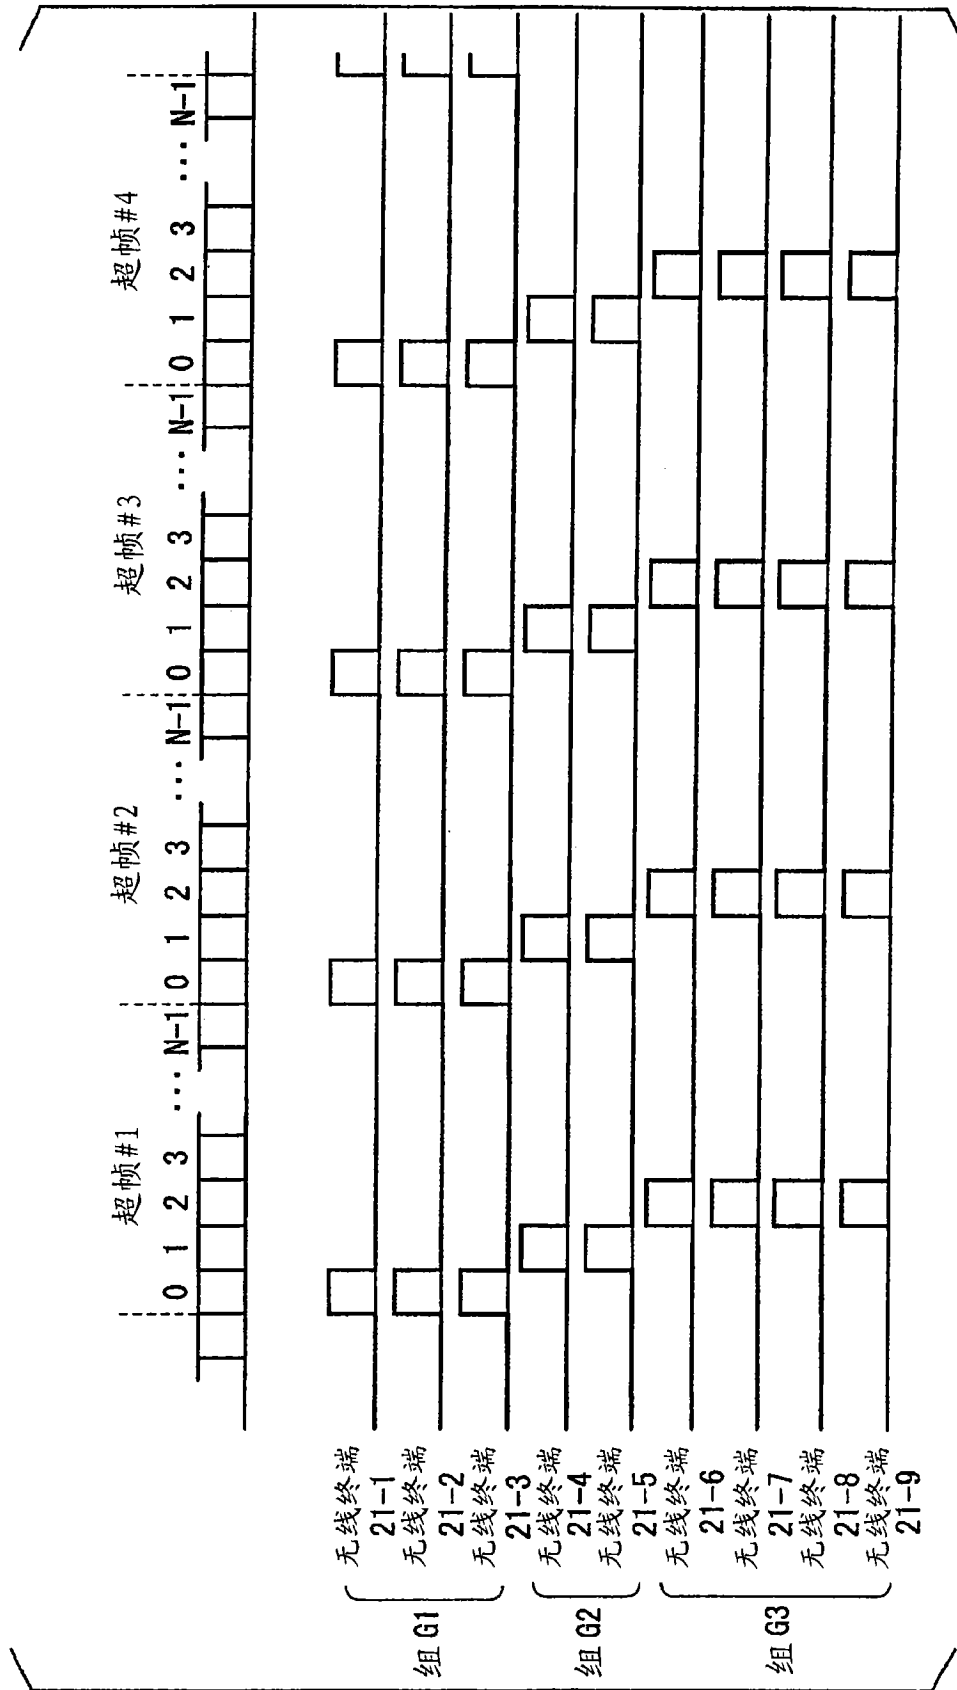 超帧#1 超帧#2 超帧#3 超帧#4
0 1 2 3 ... N-1 0 1 2 3 ... N-1 0 1 2 3 ... N-1 0 1 2 3 ... N-1
组 G1
无线终端
21-1
无线终端
21-2
无线终端
21-3
组 G2
无线终端
21-4
无线终端
21-5
组 G3
无线终端
21-6
无线终端
21-7
无线终端
21-8
无线终端
21-9